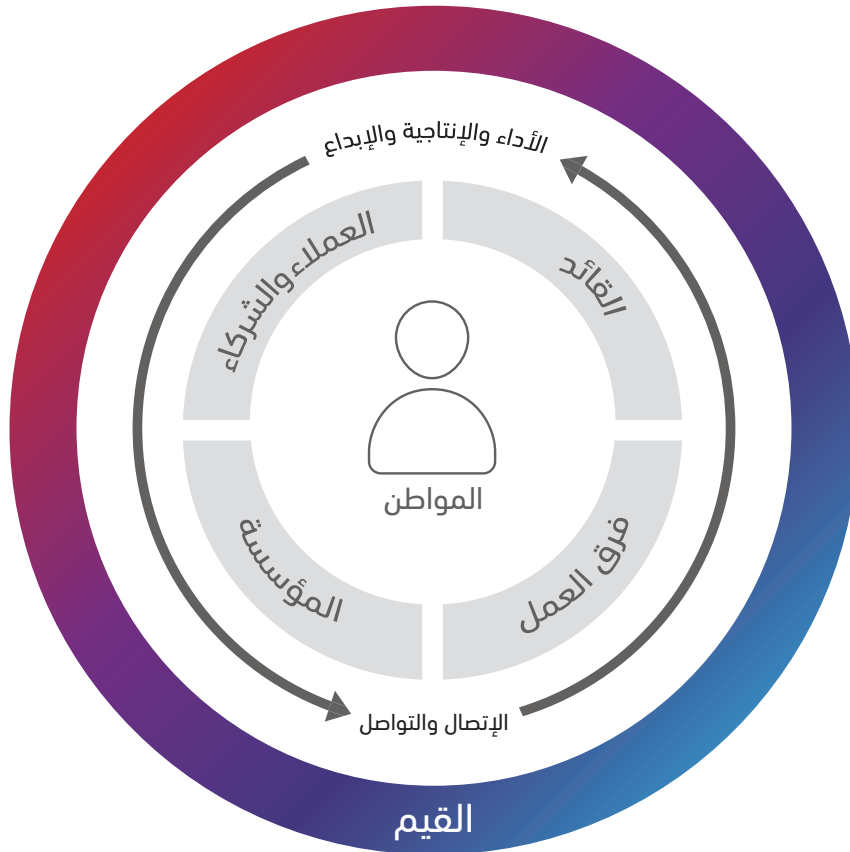 الأداء والإنتاجية والإبداع
القائد
العملاء والشركاء
المواطن
فرق العمل
المؤسسة
الإتصال والتواصل
القيم